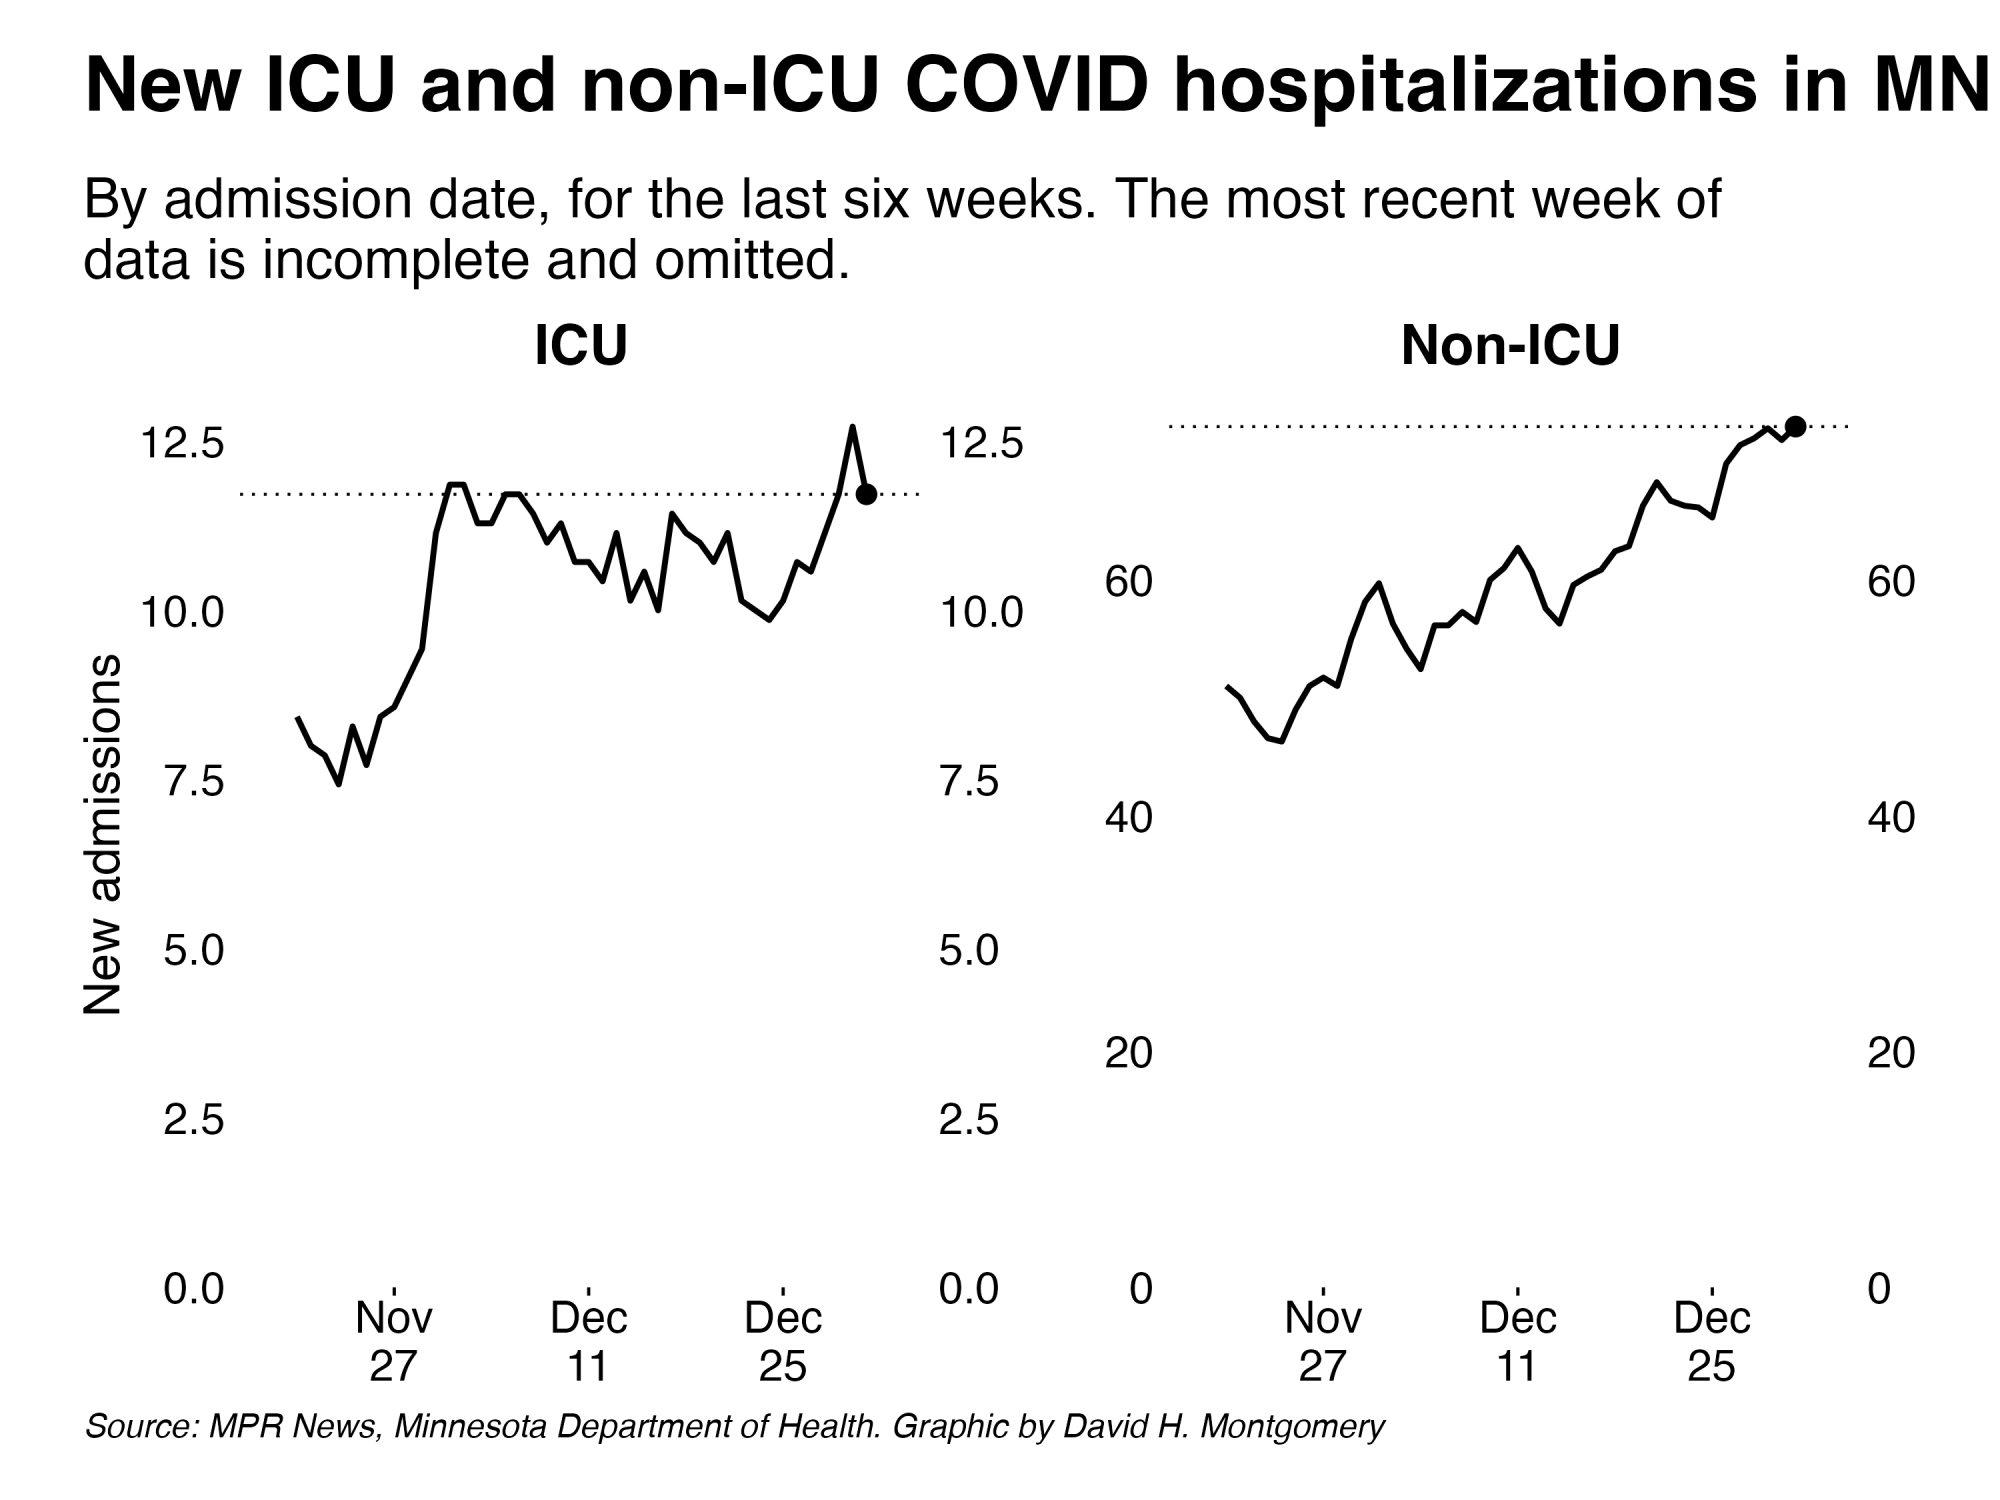 New ICU and non-ICU COVID hospitalizations in MN
By admission date, for the last six weeks. The most recent week of
data is incomplete and omitted.
ICU
New admissions
12.5
10.0
7.5
5.0
2.5
0.0
12.5
10.0
7.5
5.0
2.5
0.0
Nov
27
Dec
11
Dec
25
Non-ICU
60
40
20
0
60
40
20
0
Nov
27
Dec
11
Dec
25
Source: MPR News, Minnesota Department of Health. Graphic by David H. Montgomery